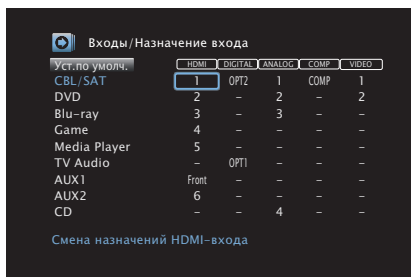 Входы/Назначение входа
Уст.по умолч. HDMI DIGITAL ANALOG COMP VIDEO
CBL/SAT 1 OPT2 1 COMP 1
DVD 2 – 2 – 2
Blu-ray 3 – 3 – –
Game 4 – – – –
Media Player 5 – – – –
TV Audio – OPT1 – – –
AUX1 Front – – – –
AUX2 6 – – – –
CD – – 4 – –
Смена назначений HDMI-входа